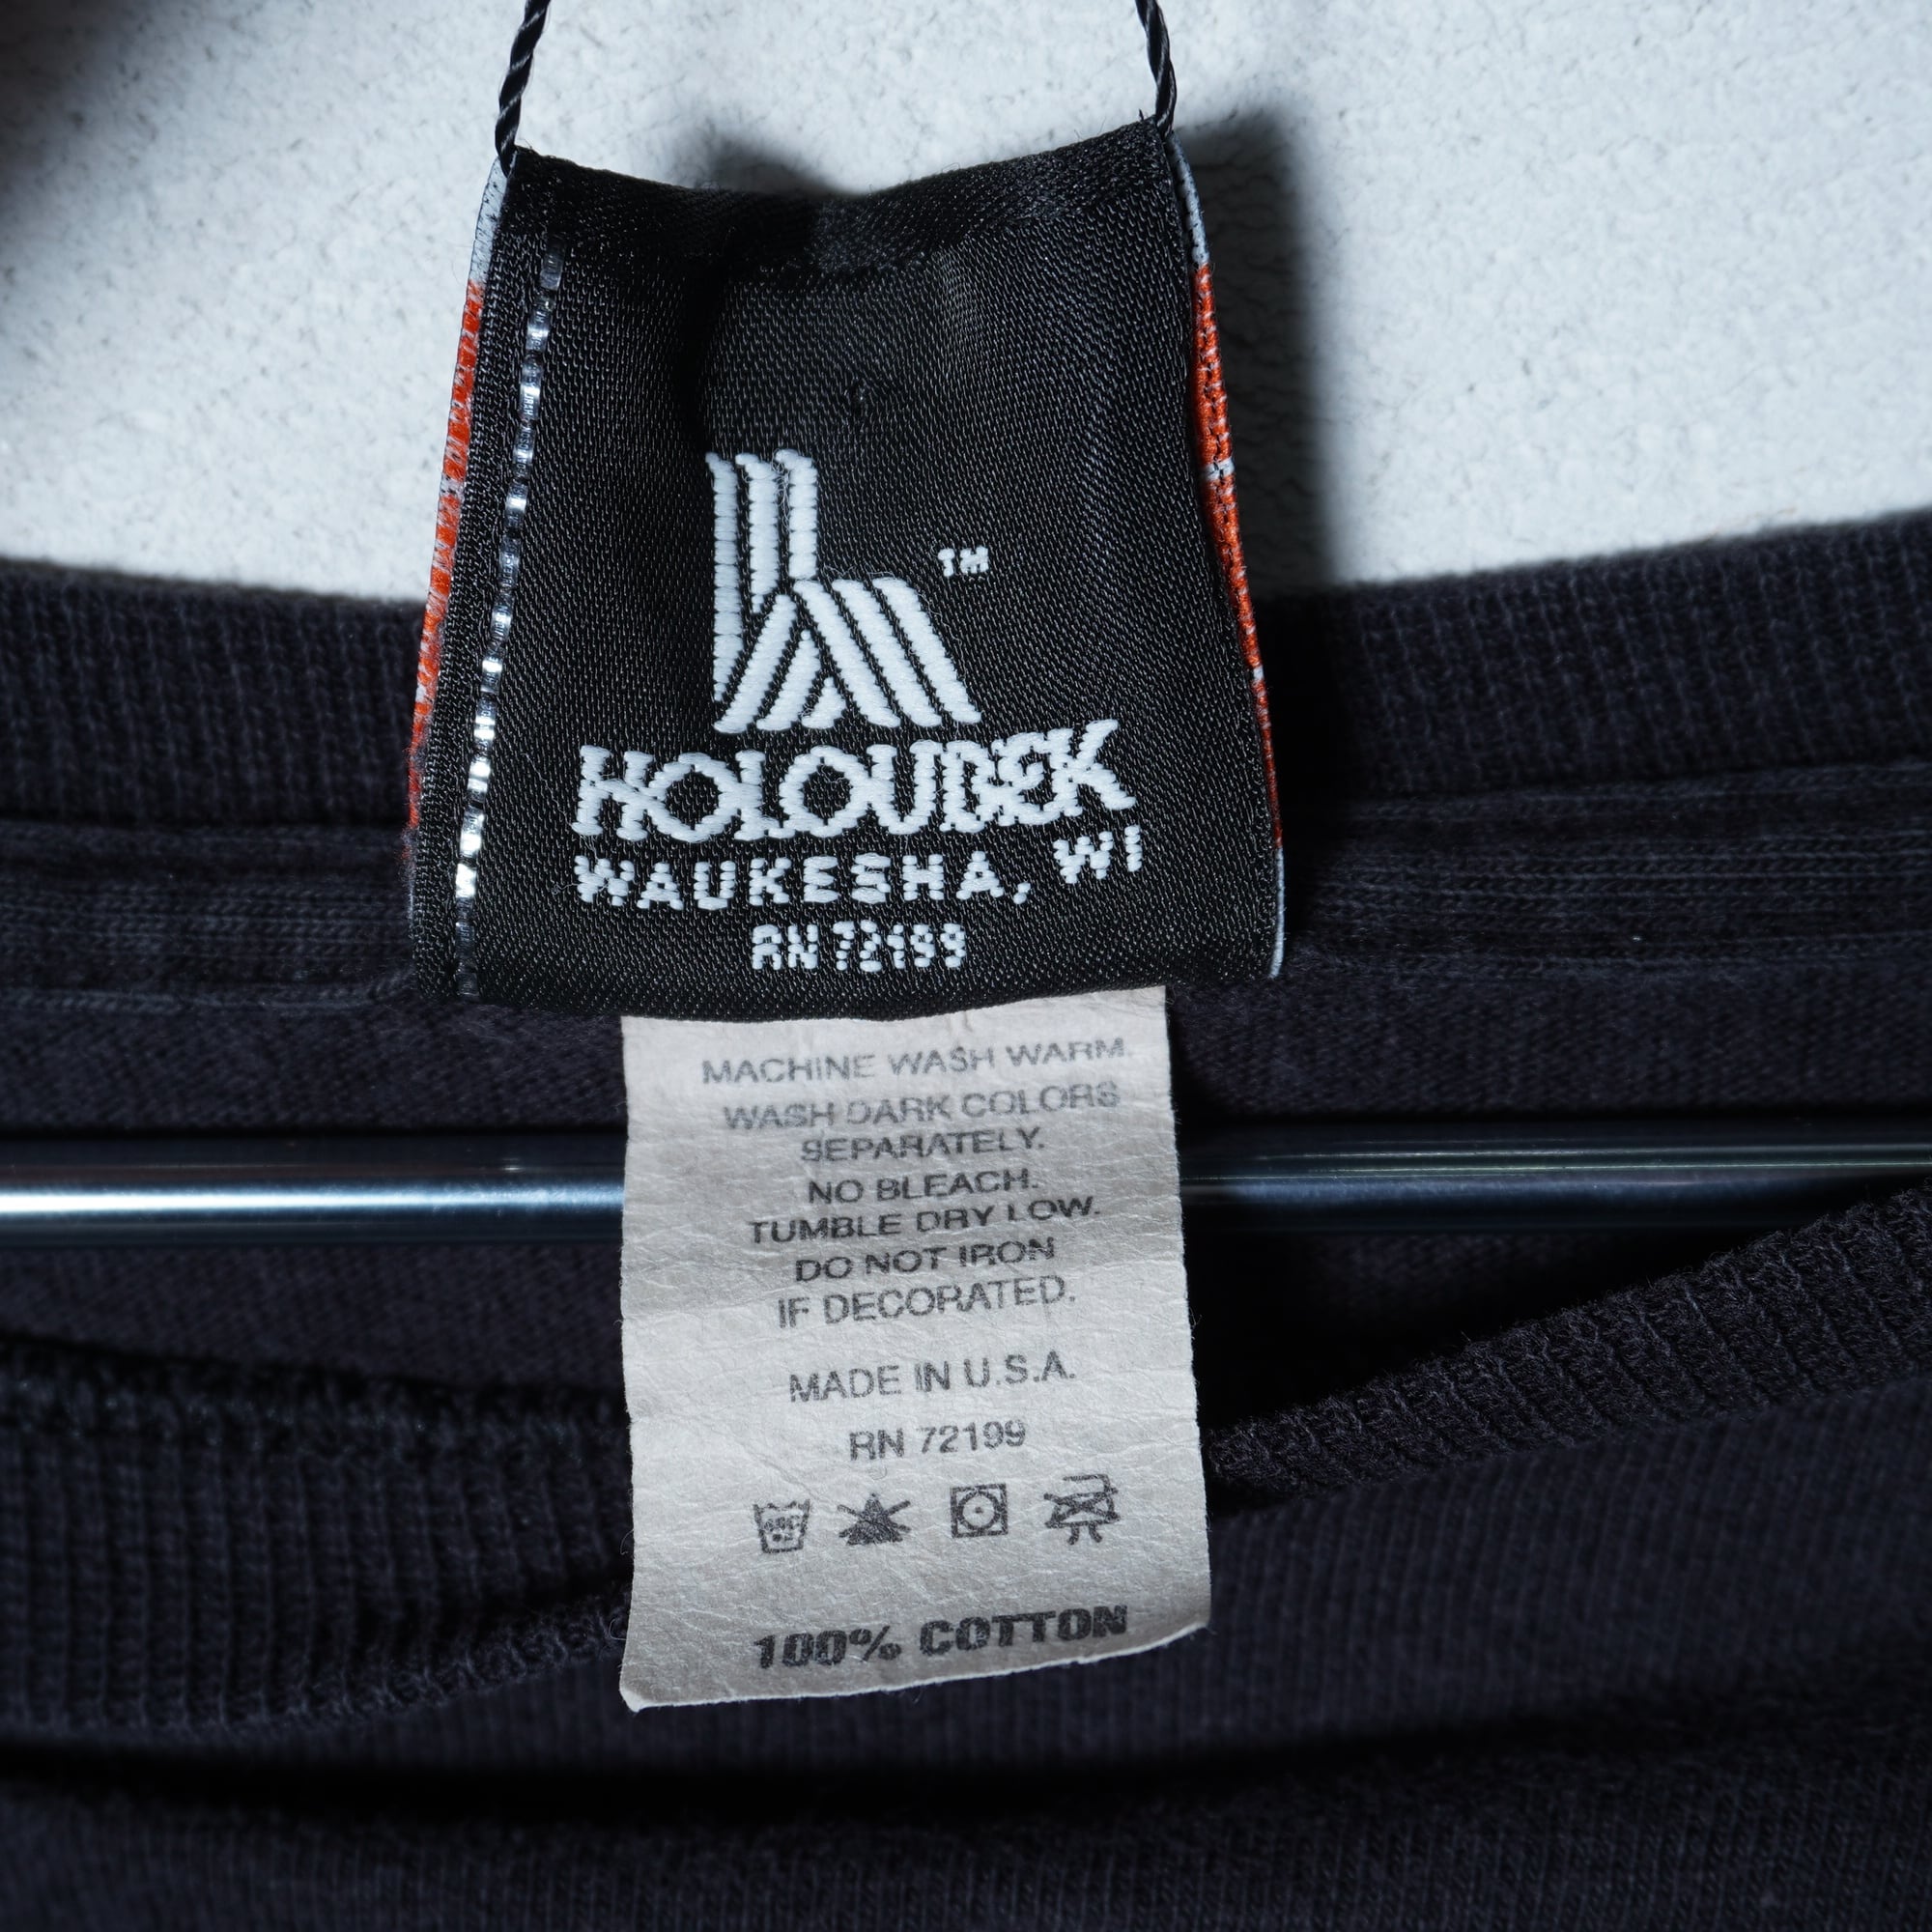 TM
HOLOUBEK
WAUKESHA, WI
RN 72199
MACHINE WASH WARM.
WASH DARK COLORS
SEPARATELY.
NO BLEACH.
TUMBLE DRY LOW.
DO NOT IRON
IF DECORATED.
MADE IN U.S.A.
RN 72199
100% COTTON